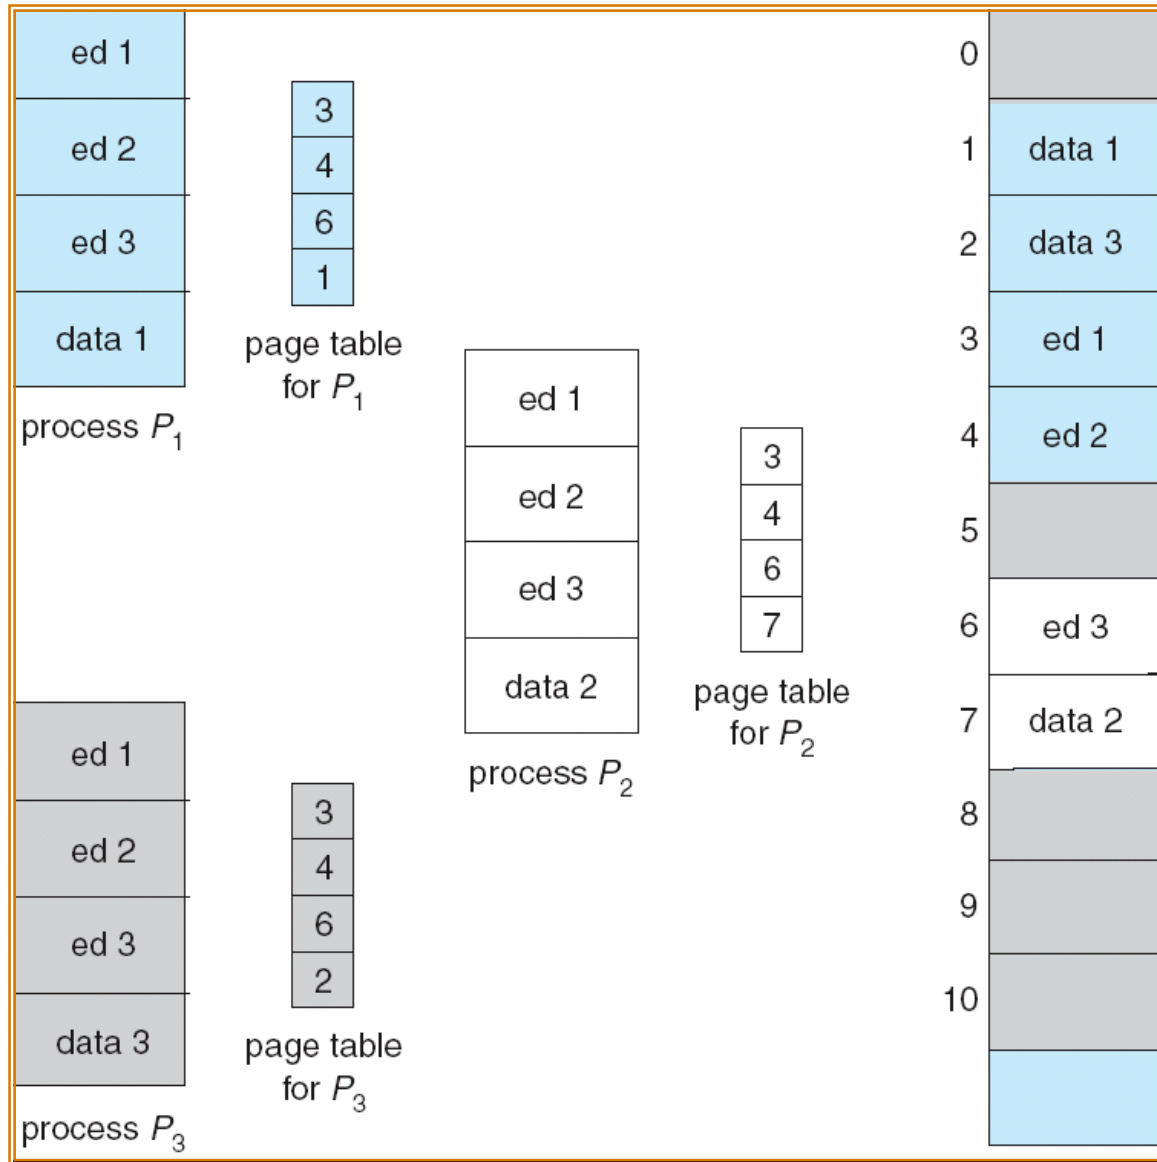 ed 1
ed 2
ed 3
data 1
process P1
3
4
6
1
page table
for P1
ed 1
ed 2
ed 3
data 2
process P2
3
4
6
7
page table
for P2
ed 1
ed 2
ed 3
data 3
process P3
3
4
6
2
page table
for P3
0
1 data 1
2 data 3
3 ed 1
4 ed 2
5
6 ed 3
7 data 2
8
9
10